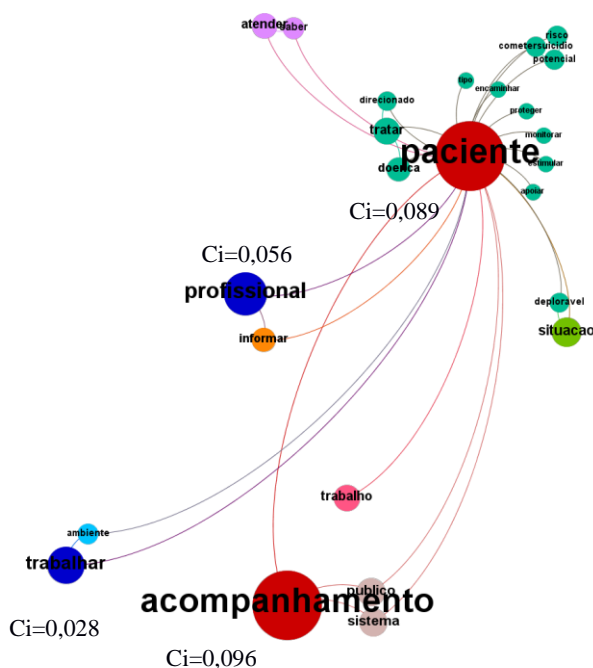 atender
saber
risco
cometersuicidio
potencial
tipo
encaminhar
direcionado
proteger
tratar
monitorar
paciente
doenca
estimular
apoiar
Ci=0,089
Ci=0,056
profissional
deploravel
situacao
informar
trabalho
ambiente
trabalhar
publico
acompanhamento
sistema
Ci=0,028
Ci=0,096